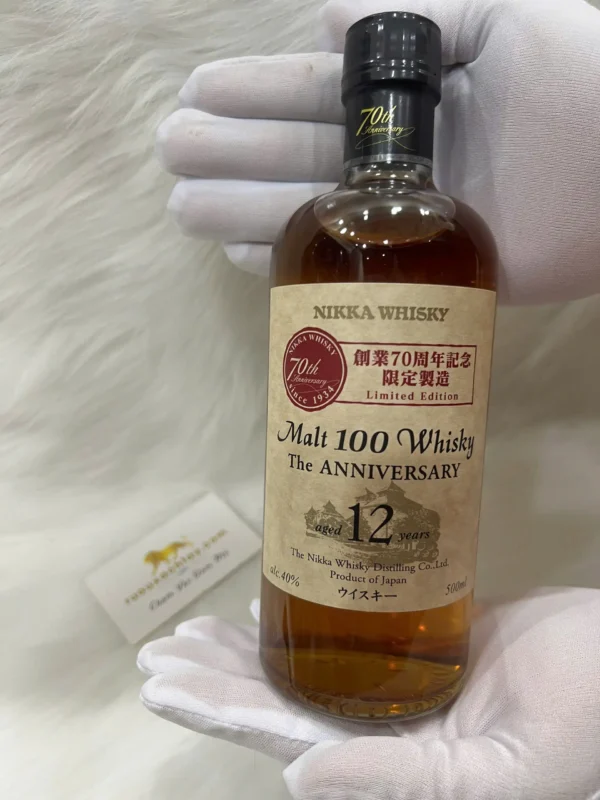 70th
Anniversary
NIKKA WHISKY
NIKKA WHISKY
70th
Anniversary
since 1934
創業70周年記念
限定製造
Limited Edition
Malt 100 Whisky
The ANNIVERSARY
aged 12 years
The Nikka Whisky Distilling Co.,Ltd.
alc.40%
Product of Japan
500ml
ウイスキー